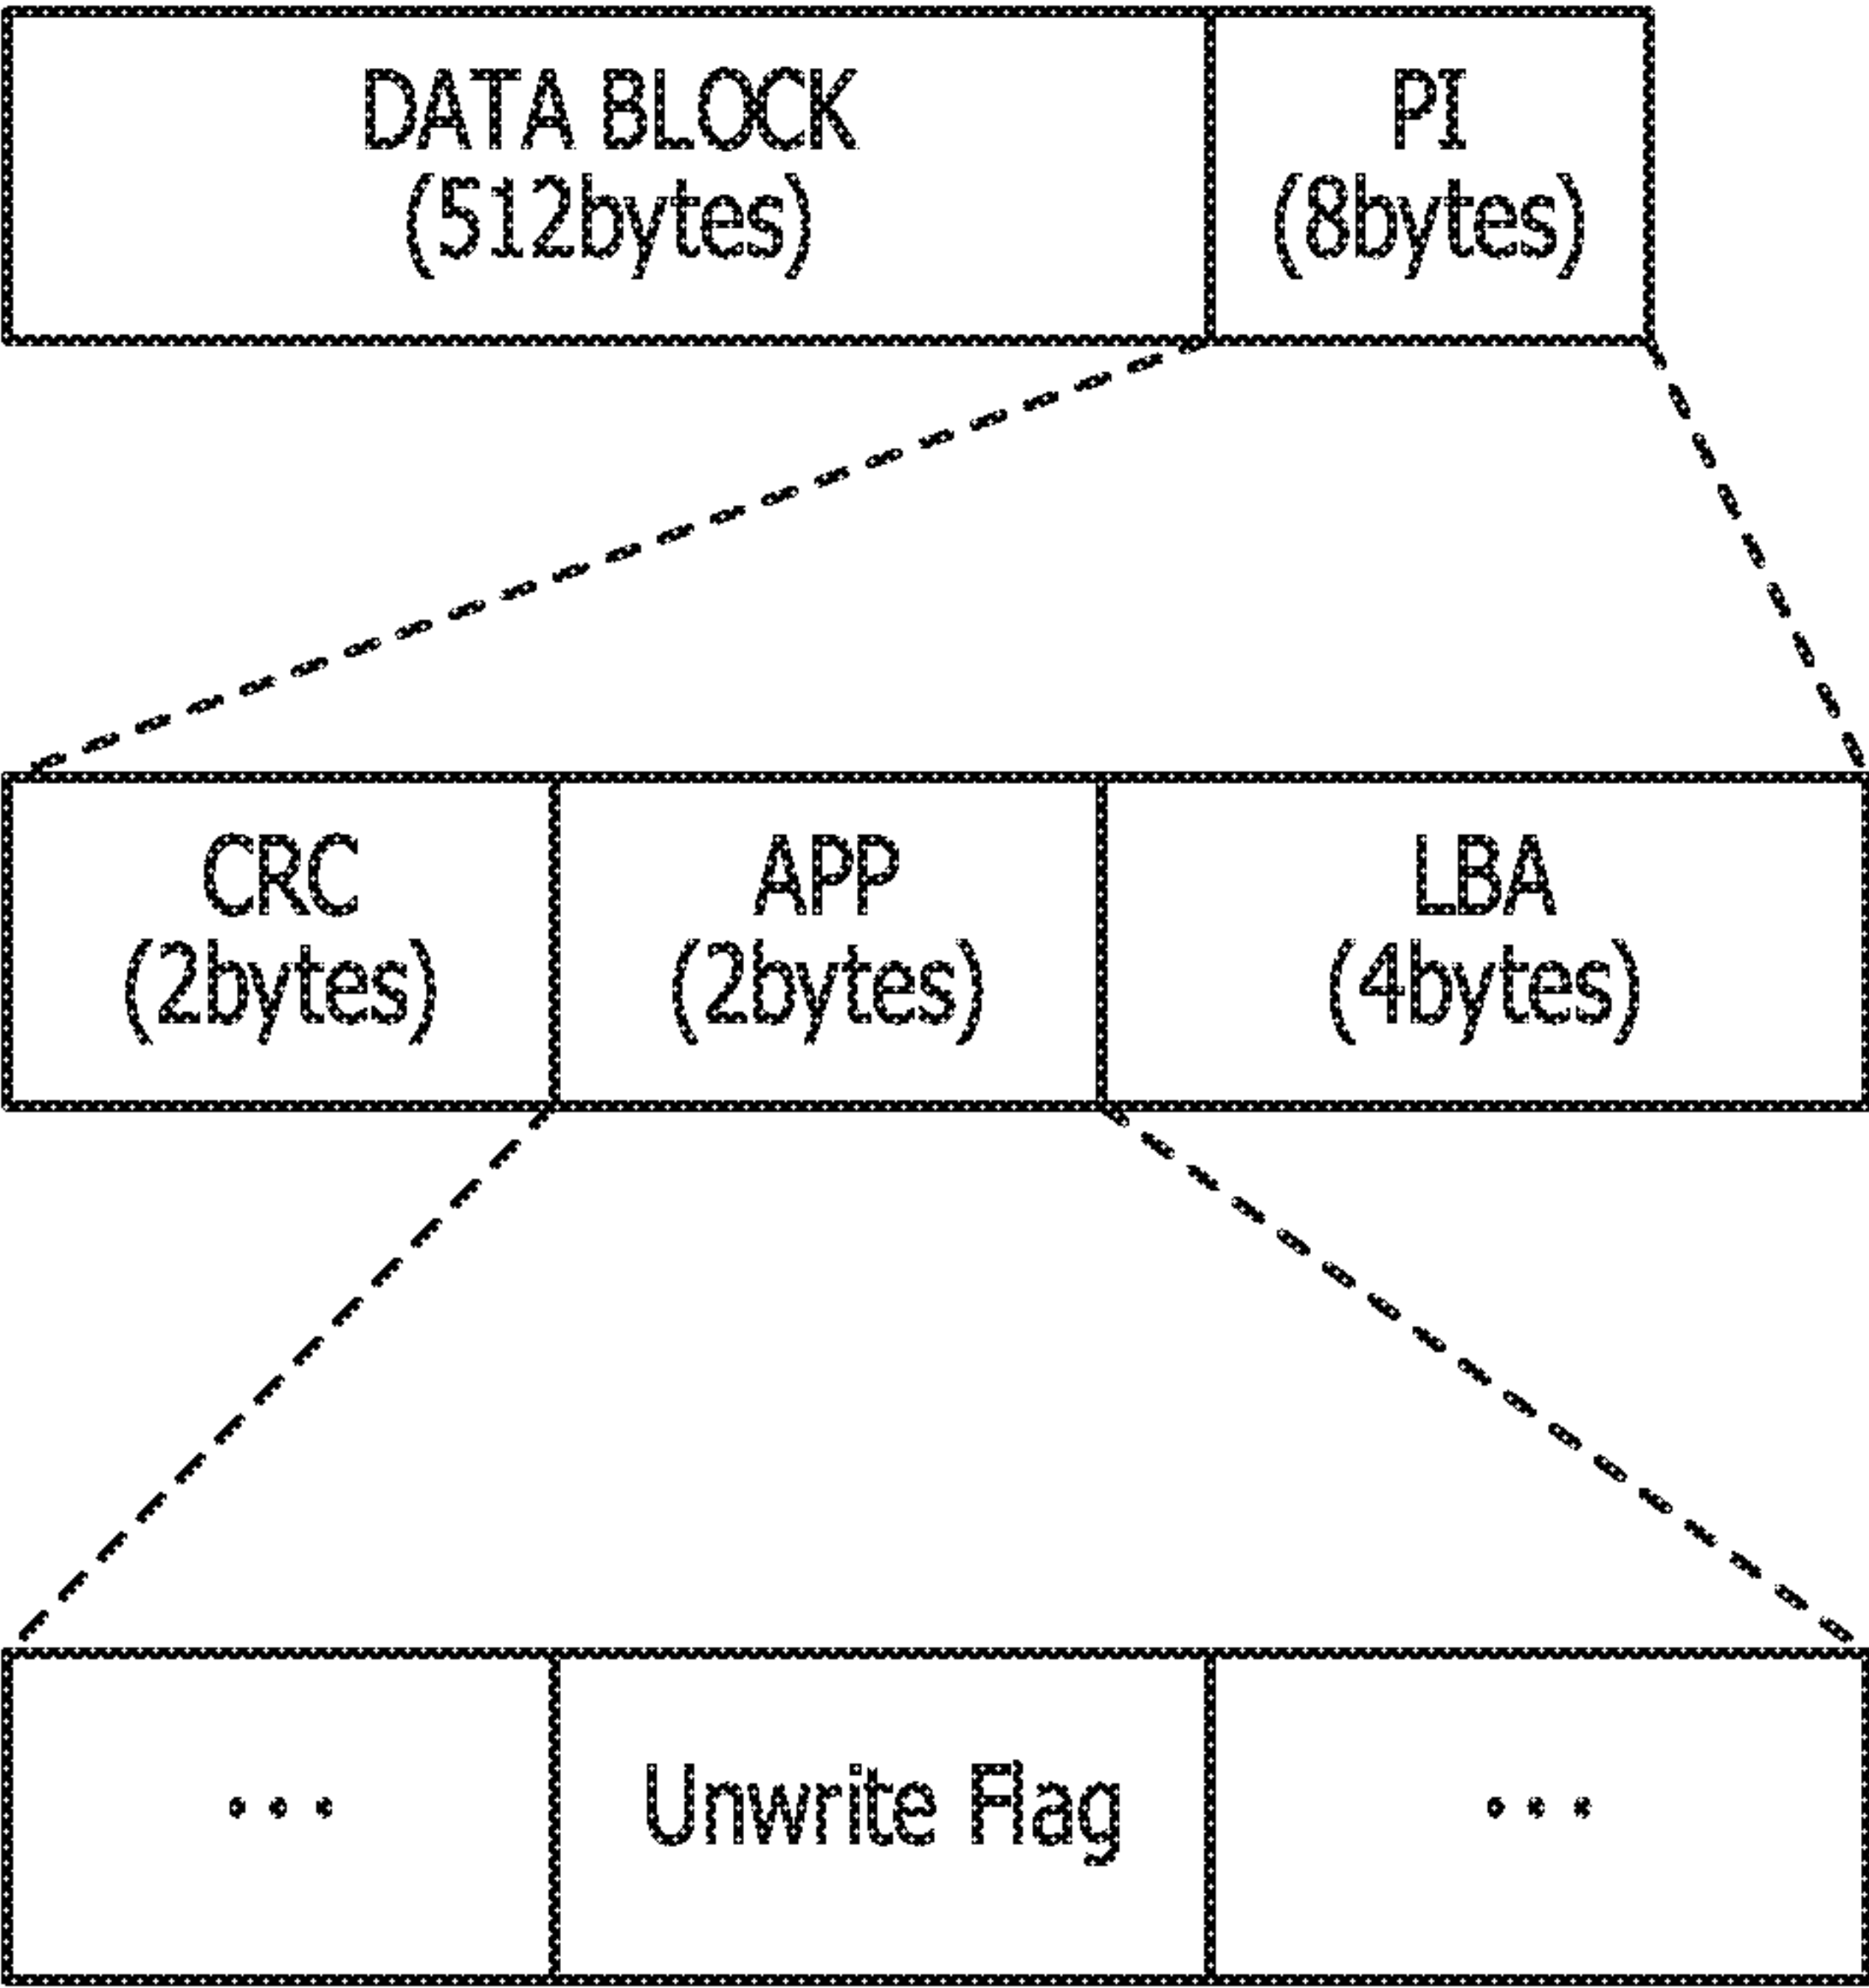 DATA BLOCK
(512bytes)
PI
(8bytes)
CRC
(2bytes)
APP
(2bytes)
LBA
(4bytes)
...
Unwrite Flag
...